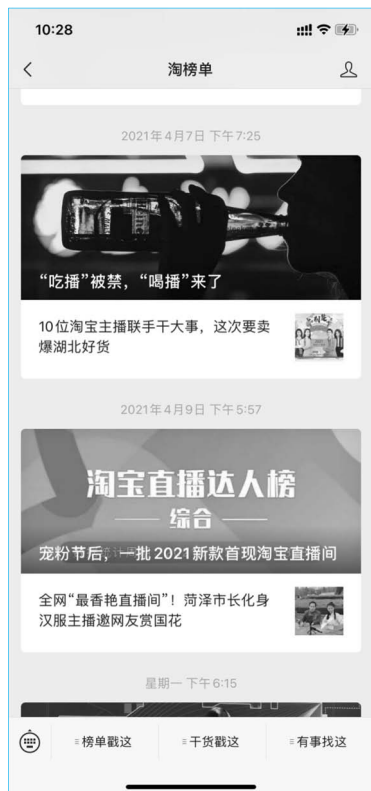 10:28
淘榜单
2021年4月7日 下午7:25
“吃播”被禁，“喝播”来了
10位淘宝主播联手干大事，这次要卖
爆湖北好货
2021年4月9日 下午5:57
淘宝直播达人榜
综合
宠粉节后，一批2021新款首现淘宝直播间
全网“最香艳直播间”！菏泽市长化身
汉服主播邀网友赏国花
星期一 下午6:15
榜单戳这
干货戳这
有事找这